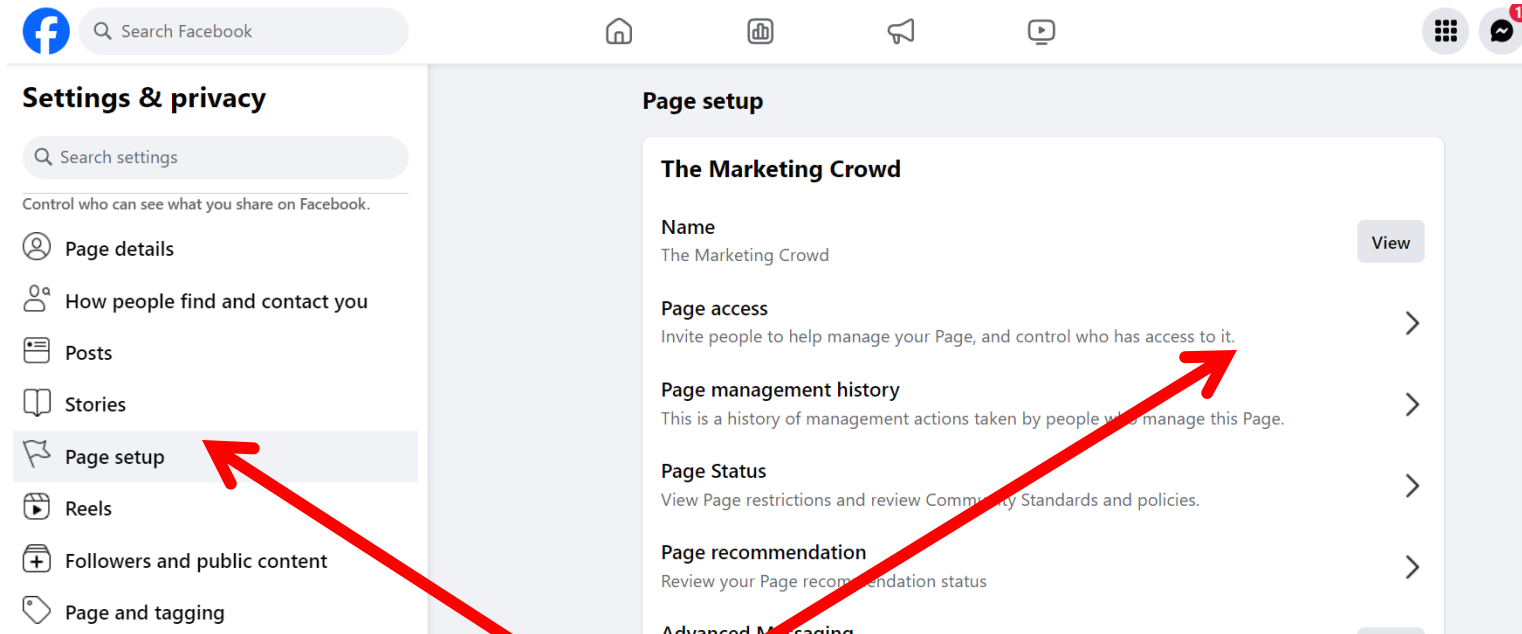 Search Facebook
1
Settings & privacy
Search settings
Control who can see what you share on Facebook.
Page details
How people find and contact you
Posts
Stories
Page setup
Reels
Followers and public content
Page and tagging
Page setup
The Marketing Crowd
Name
The Marketing Crowd
View
Page access
Invite people to help manage your Page, and control who has access to it.
Page management history
This is a history of management actions taken by people who manage this Page.
Page Status
View Page restrictions and review Community Standards and policies.
Page recommendation
Review your Page recommendation status
Advanced Messaging